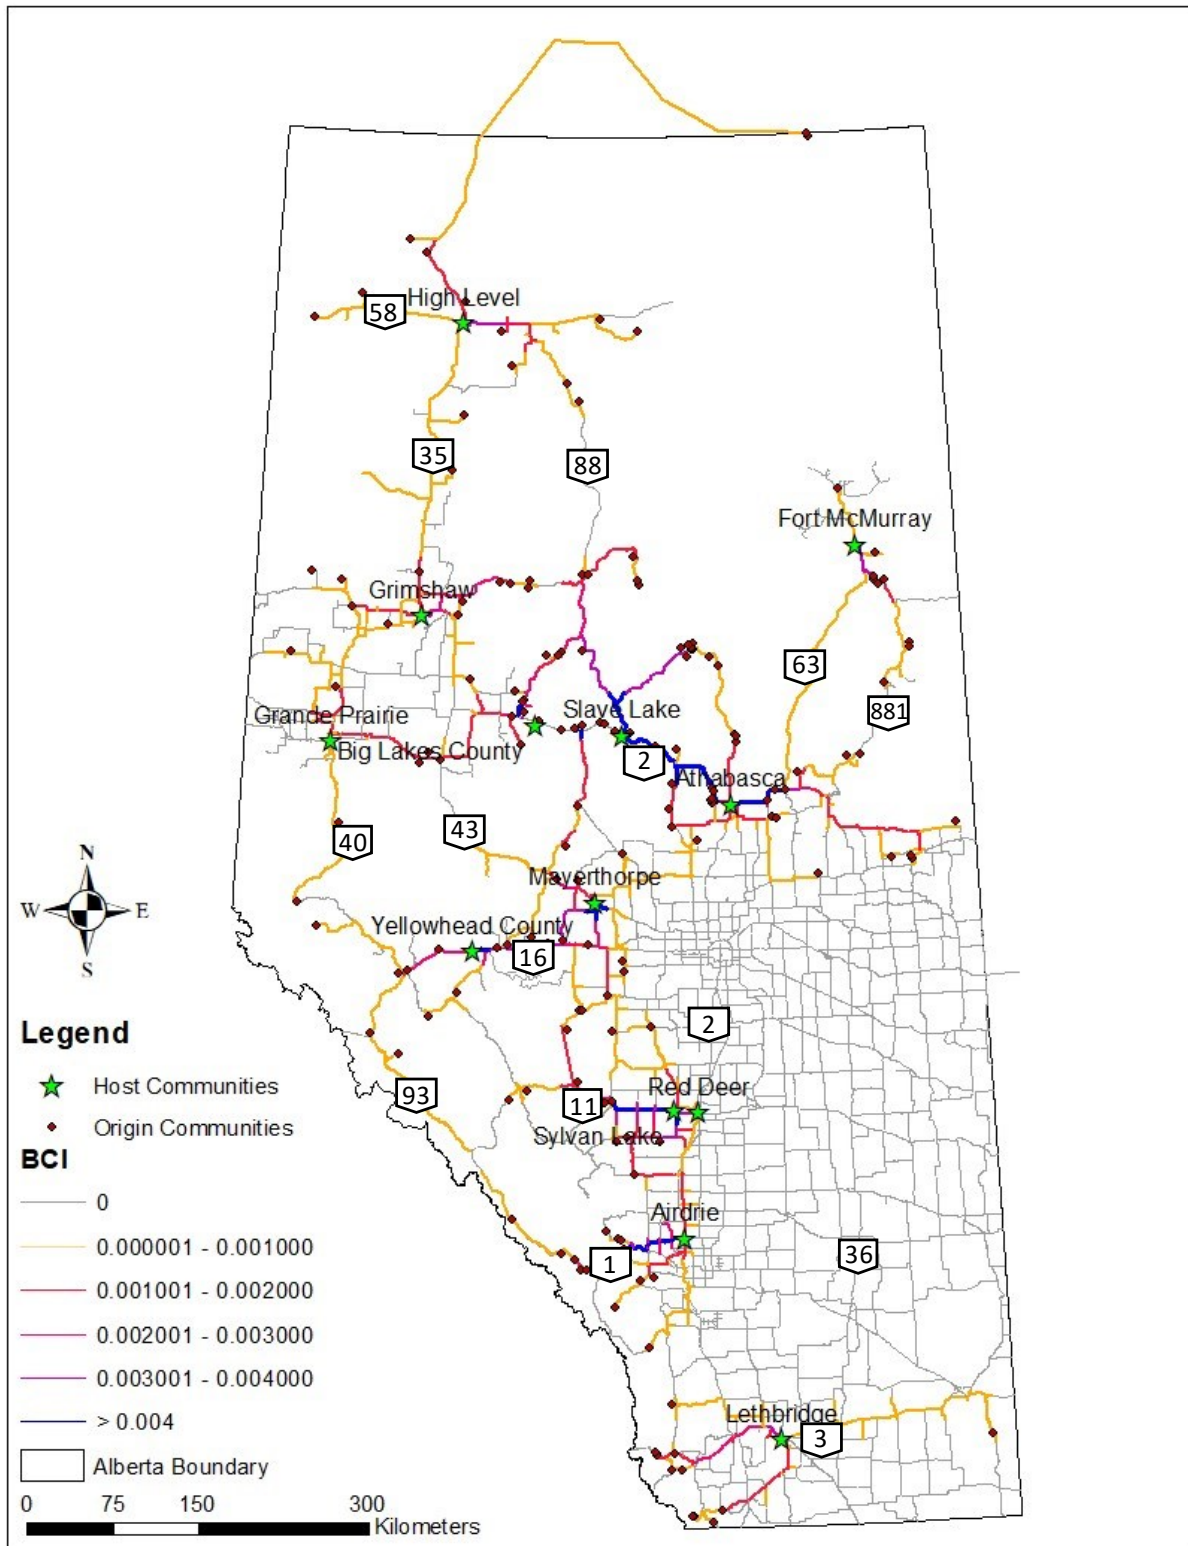 High Level
58
35
88
Fort McMurray
Grimshaw
63
881
Grande Prairie
Slave Lake
Big Lakes County
2
Athabasca
40
43
N
W
E
S
Mayerthorpe
Yellowhead County
16
2
Legend
Host Communities
Origin Communities
93
11
Red Deer
Sylvan Lake
BCI
0
0.000001 - 0.001000
0.001001 - 0.002000
0.002001 - 0.003000
0.003001 - 0.004000
> 0.004
Alberta Boundary
Airdrie
1
36
Lethbridge
3
0 75 150 300
Kilometers